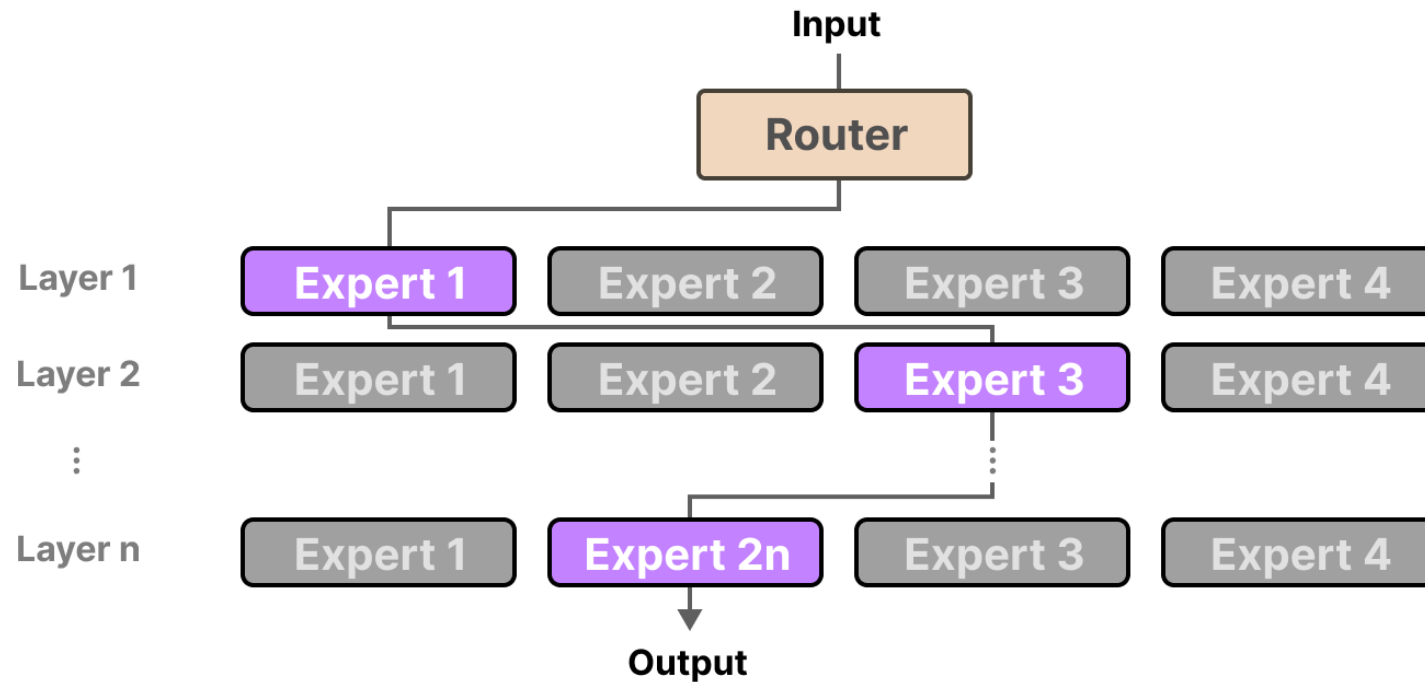 Input
Router
Layer 1
Expert 1
Expert 2
Expert 3
Expert 4
Layer 2
Expert 1
Expert 2
Expert 3
Expert 4
Layer n
Expert 1
Expert 2n
Expert 3
Expert 4
Output